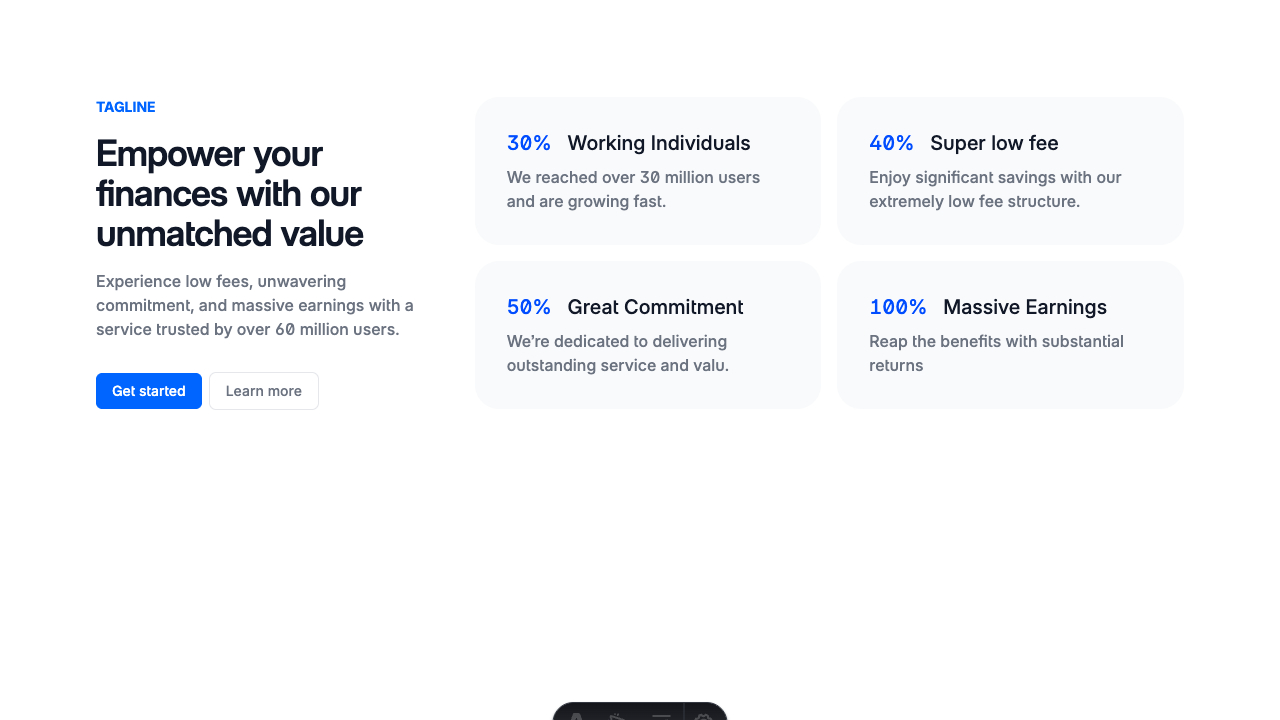 TAGLINE
Empower your
finances with our
unmatched value
Experience low fees, unwavering
commitment, and massive earnings with a
service trusted by over 60 million users.
Get started
Learn more
30% Working Individuals
We reached over 30 million users
and are growing fast.
40% Super low fee
Enjoy significant savings with our
extremely low fee structure.
50% Great Commitment
We’re dedicated to delivering
outstanding service and valu.
100% Massive Earnings
Reap the benefits with substantial
returns